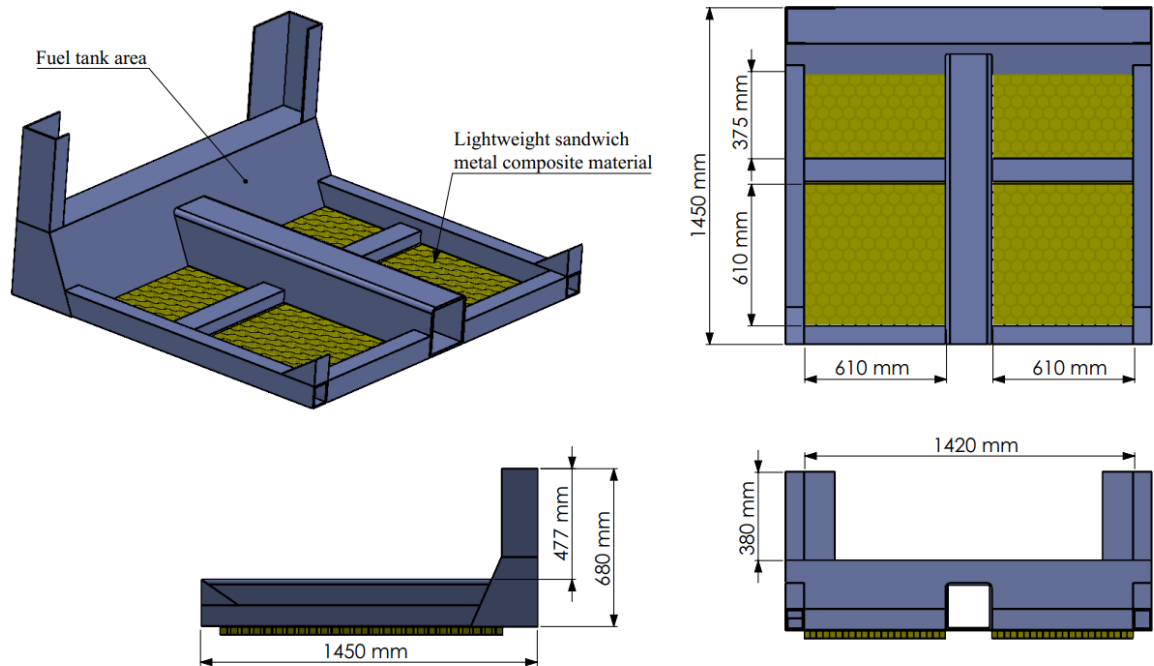 Fuel tank area
Lightweight sandwich
metal composite material
1450 mm
375 mm
610 mm
610 mm
610 mm
477 mm
680 mm
1450 mm
1420 mm
380 mm